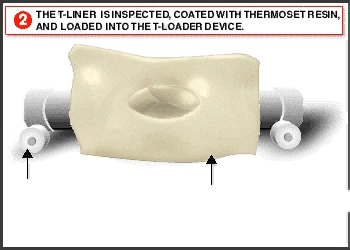 2 THE T-LINER IS INSPECTED, COATED WITH THERMOSET RESIN,
AND LOADED INTO THE T-LOADER DEVICE.